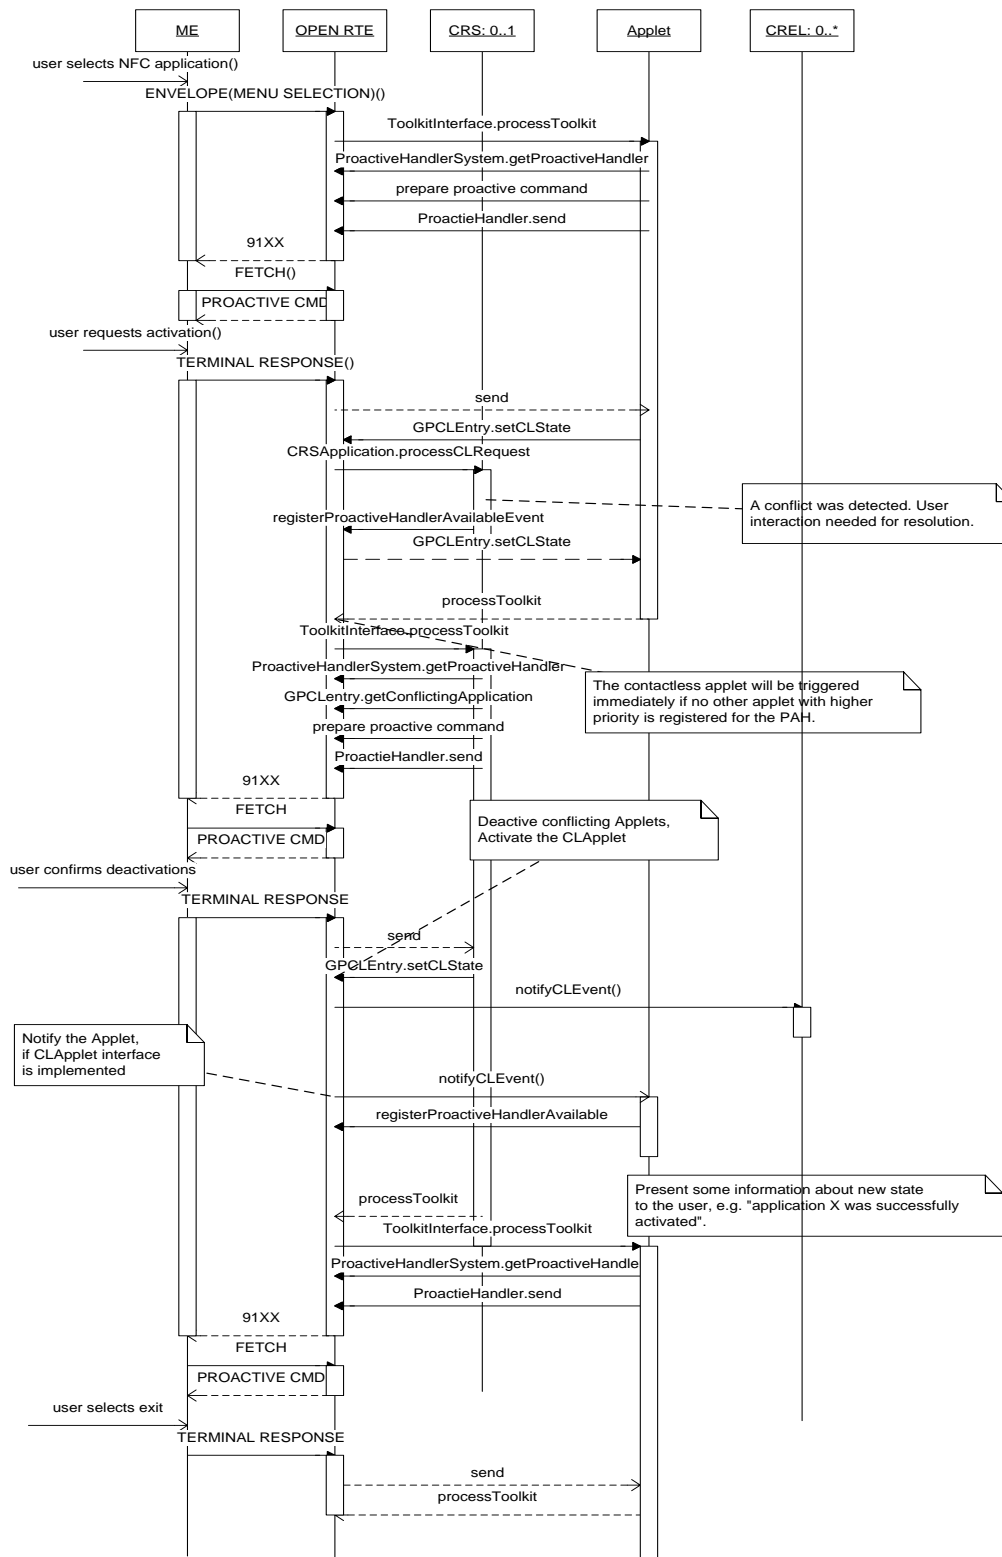 ME
OPEN RTE
CRS: 0..1
Applet
CREL: 0..*
user selects NFC application()
ENVELOPE(MENU SELECTION)()
ToolkitInterface.processToolkit
ProactiveHandlerSystem.getProactiveHandler
prepare proactive command
ProactieHandler.send
91XX
FETCH()
PROACTIVE CMD
user requests activation()
TERMINAL RESPONSE()
send
GPCLEntry.setCLState
CRSApplication.processCLRequest
A conflict was detected. User
interaction needed for resolution.
registerProactiveHandlerAvailableEvent
GPCLEntry.setCLState
processToolkit
ToolkitInterface.processToolkit
ProactiveHandlerSystem.getProactiveHandler
The contactless applet will be triggered
immediately if no other applet with higher
priority is registered for the PAH.
GPCLentry.getConflictingApplication
prepare proactive command
ProactieHandler.send
91XX
FETCH
Deactive conflicting Applets,
Activate the CLApplet
PROACTIVE CMD
user confirms deactivations
TERMINAL RESPONSE
send
GPCLEntry.setCLState
notifyCLEvent()
Notify the Applet,
if CLApplet interface
is implemented
notifyCLEvent()
registerProactiveHandlerAvailable
Present some information about new state
to the user, e.g. "application X was successfully
activated".
processToolkit
ToolkitInterface.processToolkit
ProactiveHandlerSystem.getProactiveHandle
ProactieHandler.send
91XX
FETCH
PROACTIVE CMD
user selects exit
TERMINAL RESPONSE
send
processToolkit